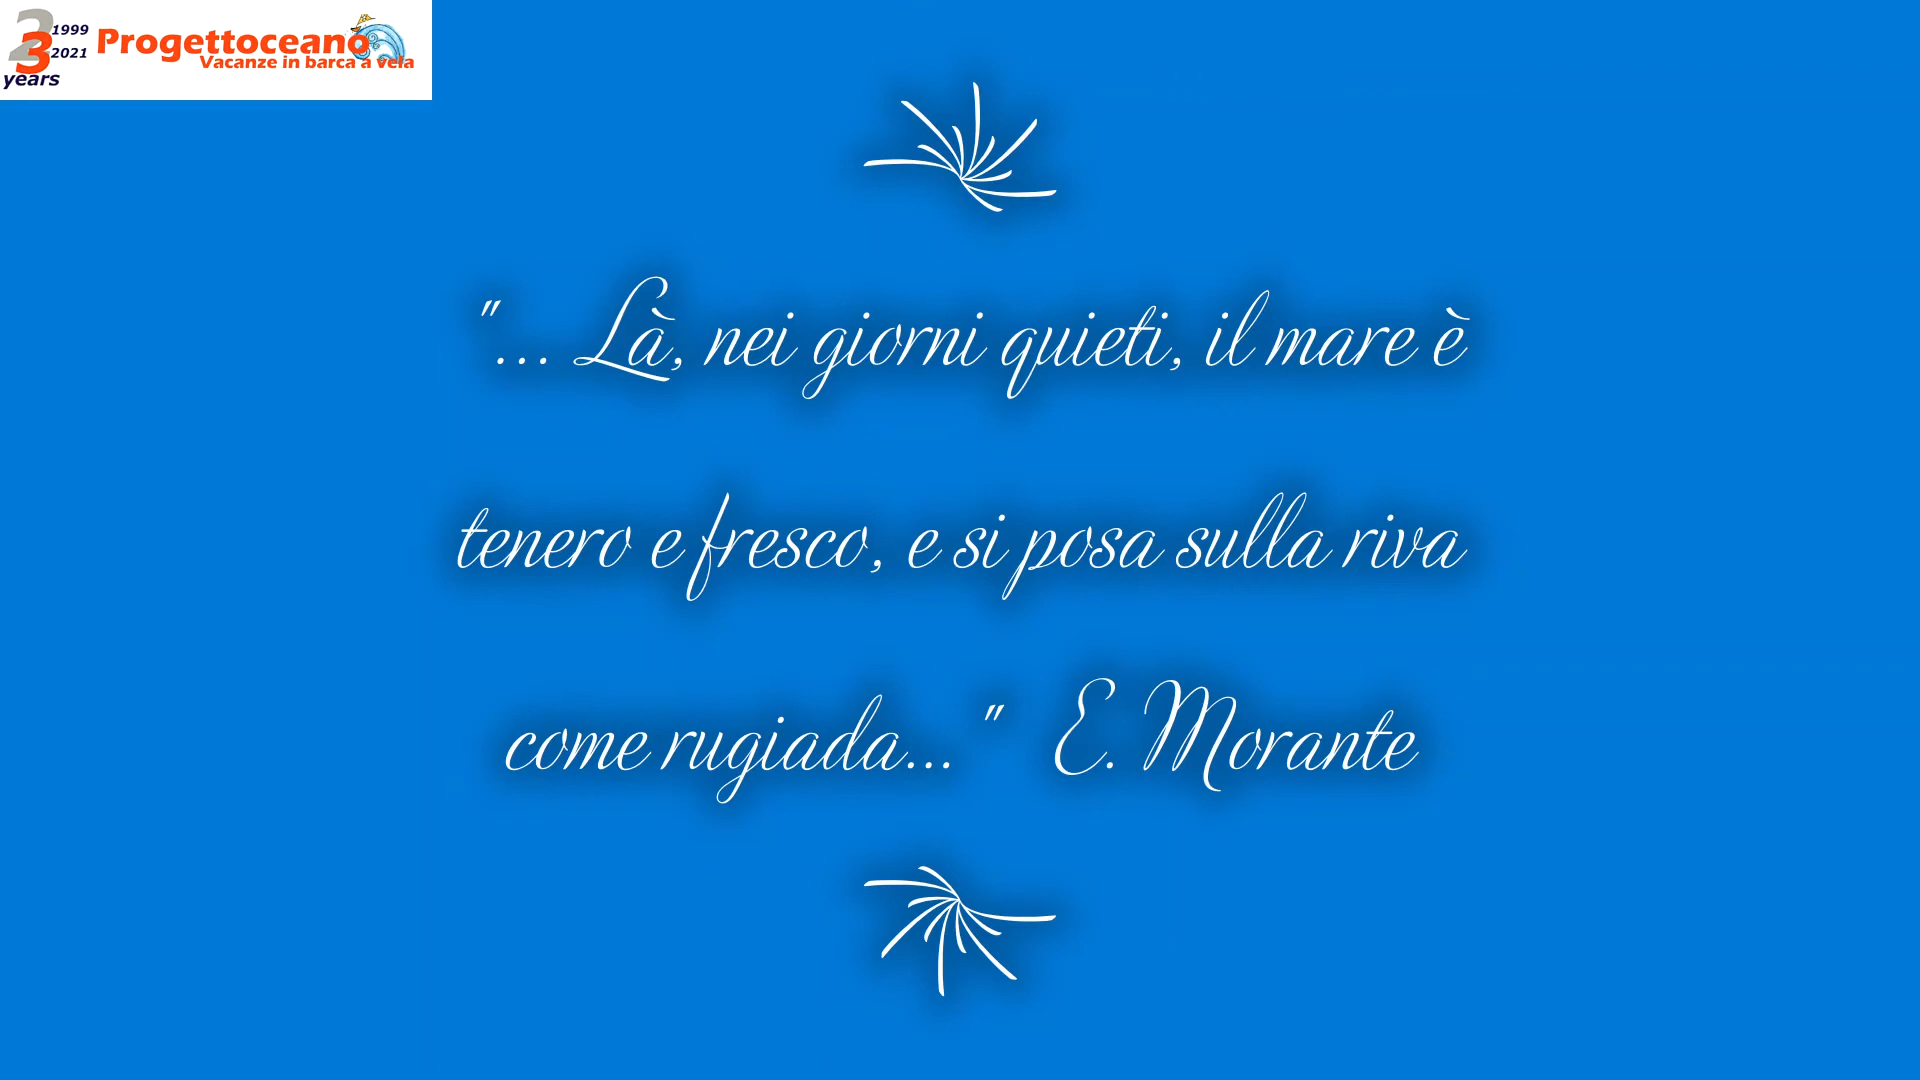 23
1999
2021
years
Progettoceano
Vacanze in barca a vela
"... Là, nei giorni quieti, il mare è
tenero e fresco, e si posa sulla riva
come rugiada... " E. Morante